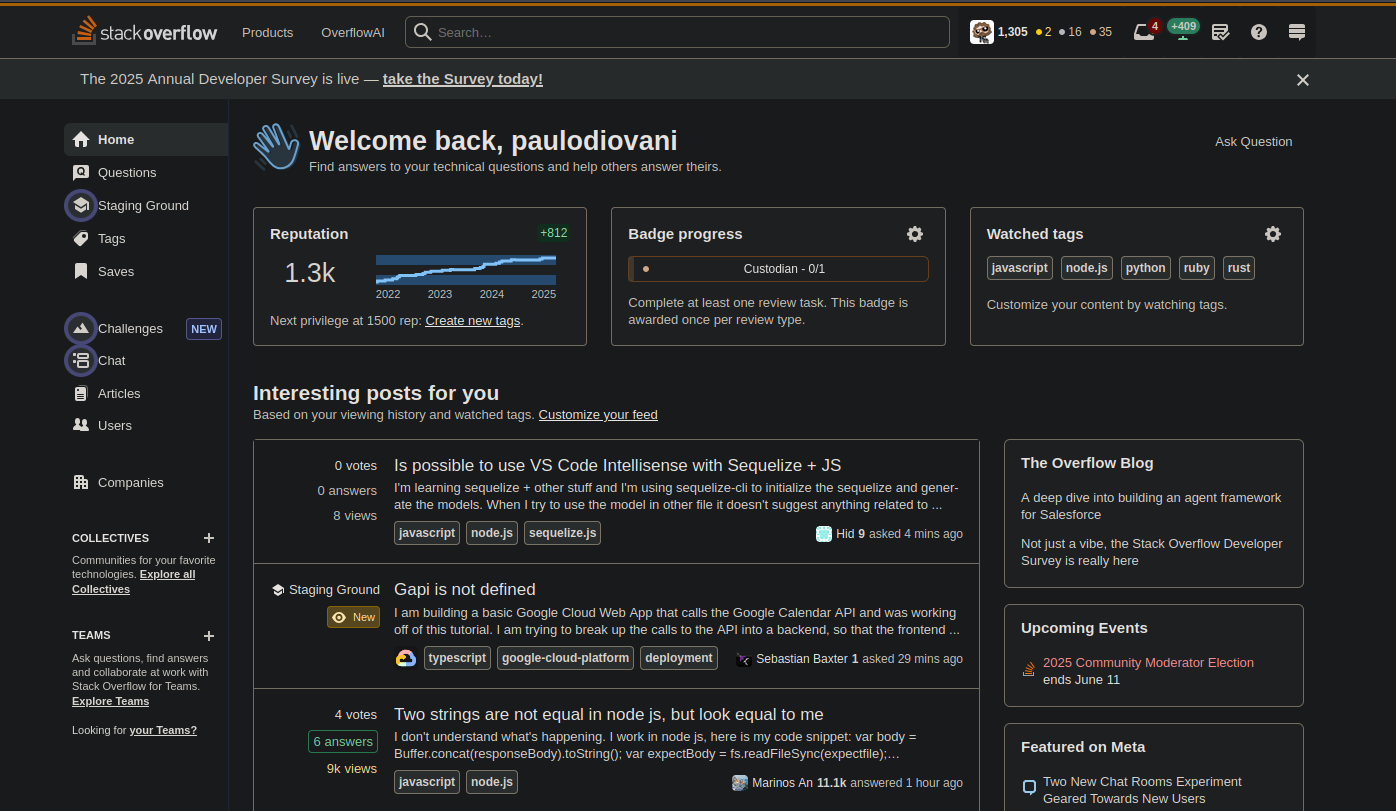 stackoverflow Products OverflowAI Search… 1,305 2 16 35 4 +409
The 2025 Annual Developer Survey is live — take the Survey today!
Home
Questions
Staging Ground
Tags
Saves
Challenges NEW
Chat
Articles
Users
Companies
COLLECTIVES
Communities for your favorite
technologies. Explore all
Collectives
TEAMS
Ask questions, find answers
and collaborate at work with
Stack Overflow for Teams.
Explore Teams
Looking for your Teams?
Welcome back, paulodiovani
Find answers to your technical questions and help others answer theirs.
Ask Question
Reputation +812
1.3k
2022 2023 2024 2025
Next privilege at 1500 rep: Create new tags.
Badge progress
Custodian - 0/1
Complete at least one review task. This badge is
awarded once per review type.
Watched tags
javascript node.js python ruby rust
Customize your content by watching tags.
Interesting posts for you
Based on your viewing history and watched tags. Customize your feed
0 votes
0 answers
8 views
Is possible to use VS Code Intellisense with Sequelize + JS
I'm learning sequelize + other stuff and I'm using sequelize-cli to initialize the sequelize and gener-
ate the models. When I try to use the model in other file it doesn't suggest anything related to ...
javascript node.js sequelize.js
Hid 9 asked 4 mins ago
Staging Ground
New
Gapi is not defined
I am building a basic Google Cloud Web App that calls the Google Calendar API and was working
off of this tutorial. I am trying to break up the calls to the API into a backend, so that the frontend ...
typescript google-cloud-platform deployment
Sebastian Baxter 1 asked 29 mins ago
4 votes
6 answers
9k views
Two strings are not equal in node js, but look equal to me
I don't understand what's happening. I work in node js, here is my code snippet: var body =
Buffer.concat(responseBody).toString(); var expectBody = fs.readFileSync(expectfile);…
javascript node.js
Marinos An 11.1k answered 1 hour ago
The Overflow Blog
A deep dive into building an agent framework
for Salesforce
Not just a vibe, the Stack Overflow Developer
Survey is really here
Upcoming Events
2025 Community Moderator Election
ends June 11
Featured on Meta
Two New Chat Rooms Experiment
Geared Towards New Users